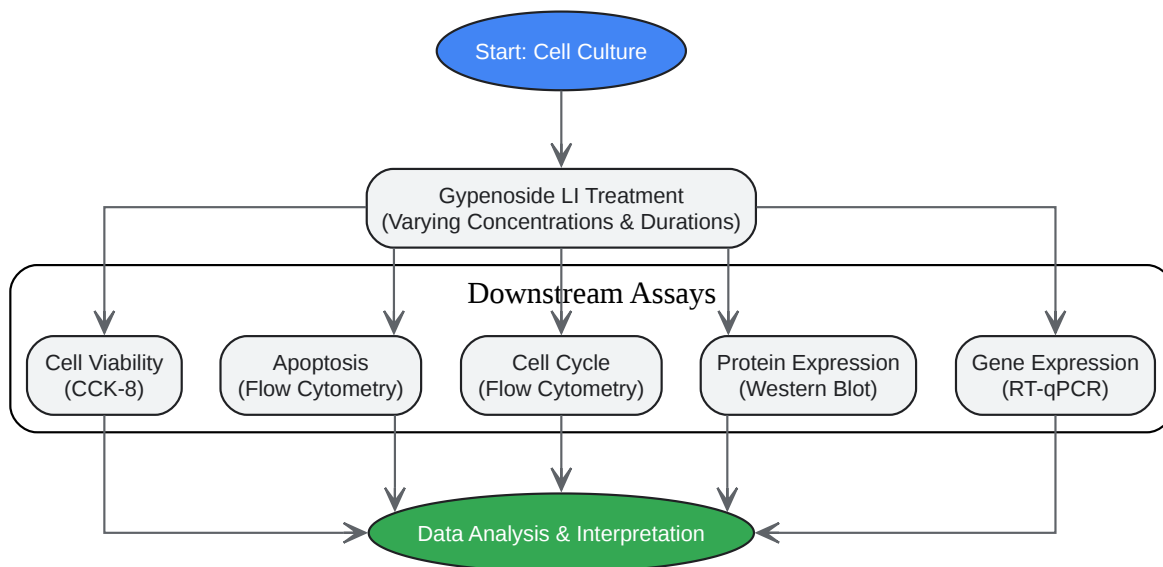 Start: Cell Culture
Gypenoside LI Treatment
(Varying Concentrations & Durations)
Downstream Assays
Cell Viability
(CCK-8)
Apoptosis
(Flow Cytometry)
Cell Cycle
(Flow Cytometry)
Protein Expression
(Western Blot)
Gene Expression
(RT-qPCR)
Data Analysis & Interpretation